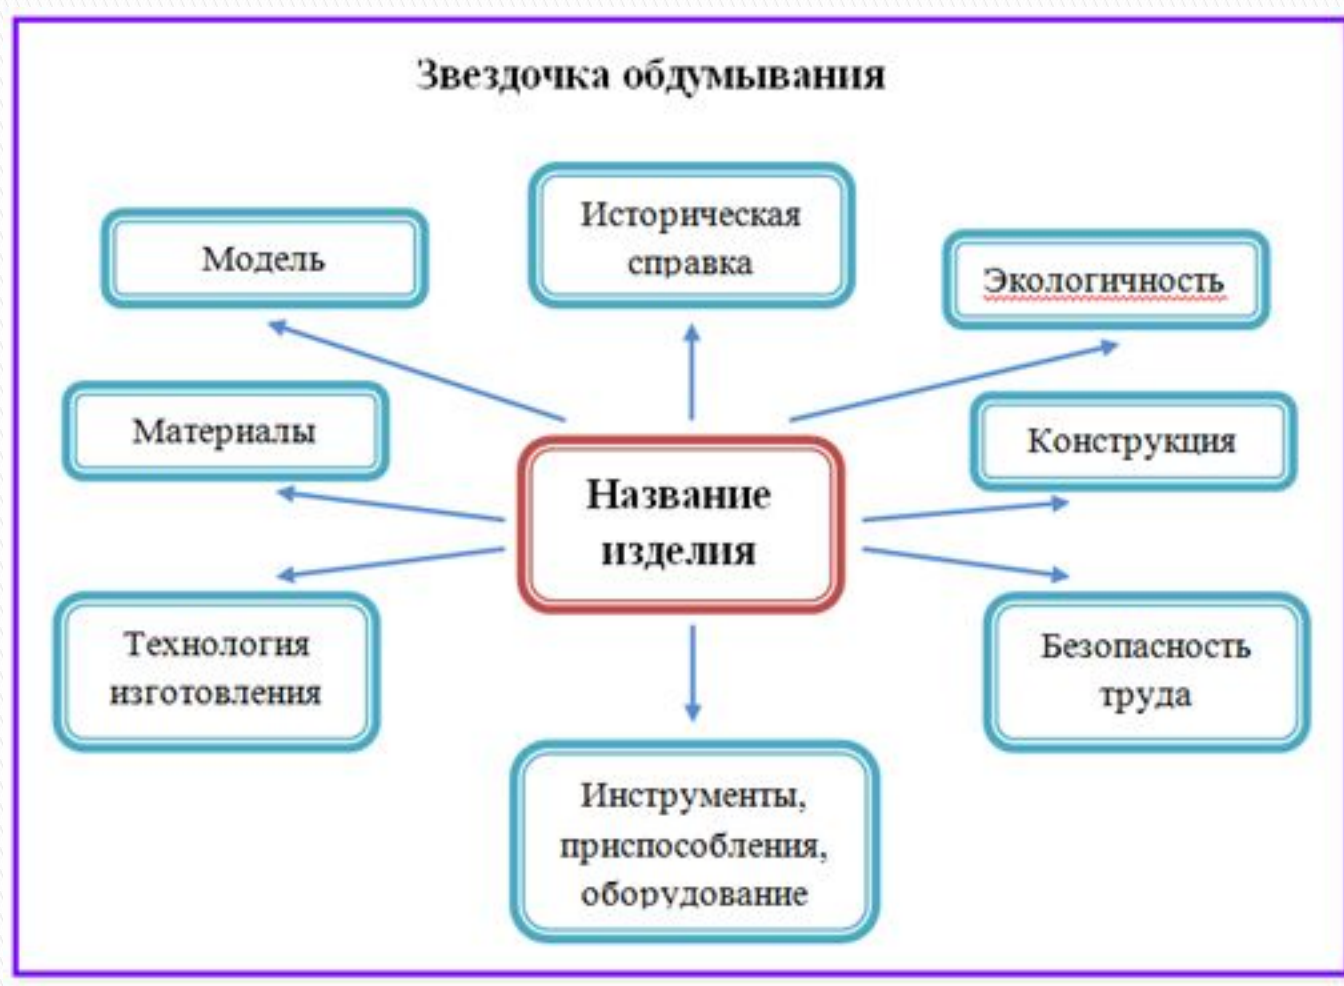 Звездочка обдумывания
Историческая
справка
Модель
Экологичность
Материалы
Конструкция
Название
изделия
Технология
изготовления
Безопасность
труда
Инструменты,
приспособления,
оборудование